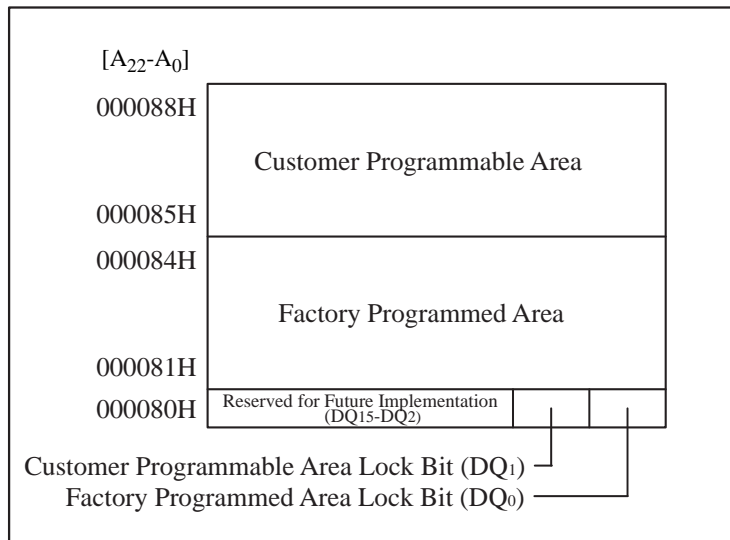 [A22-A0]
000088H
Customer Programmable Area
000085H
000084H
Factory Programmed Area
000081H
000080H
Reserved for Future Implementation
(DQ15-DQ2)
Customer Programmable Area Lock Bit (DQ1)
Factory Programmed Area Lock Bit (DQ0)